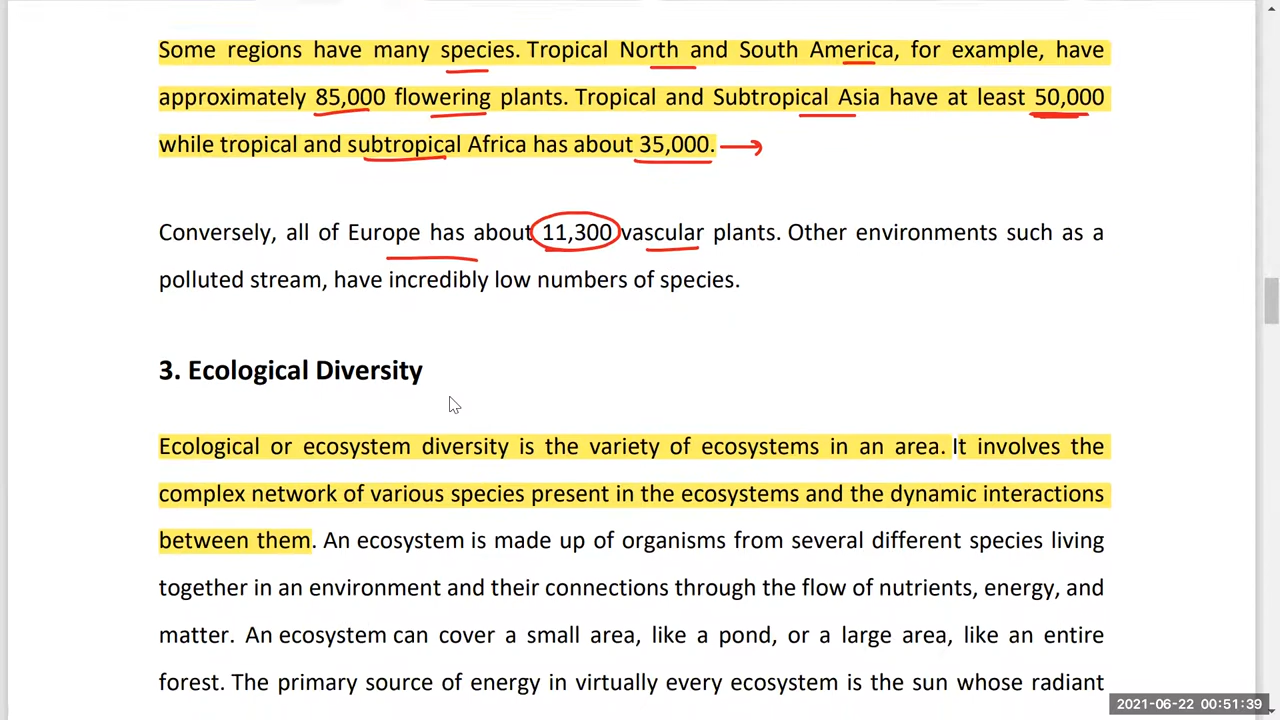 Some regions have many species. Tropical North and South America, for example, have
approximately 85,000 flowering plants. Tropical and Subtropical Asia have at least 50,000
while tropical and subtropical Africa has about 35,000.
Conversely, all of Europe has about 11,300 vascular plants. Other environments such as a
polluted stream, have incredibly low numbers of species.
3. Ecological Diversity
Ecological or ecosystem diversity is the variety of ecosystems in an area. It involves the
complex network of various species present in the ecosystems and the dynamic interactions
between them. An ecosystem is made up of organisms from several different species living
together in an environment and their connections through the flow of nutrients, energy, and
matter. An ecosystem can cover a small area, like a pond, or a large area, like an entire
forest. The primary source of energy in virtually every ecosystem is the sun whose radiant
2021-06-22 00:51:39